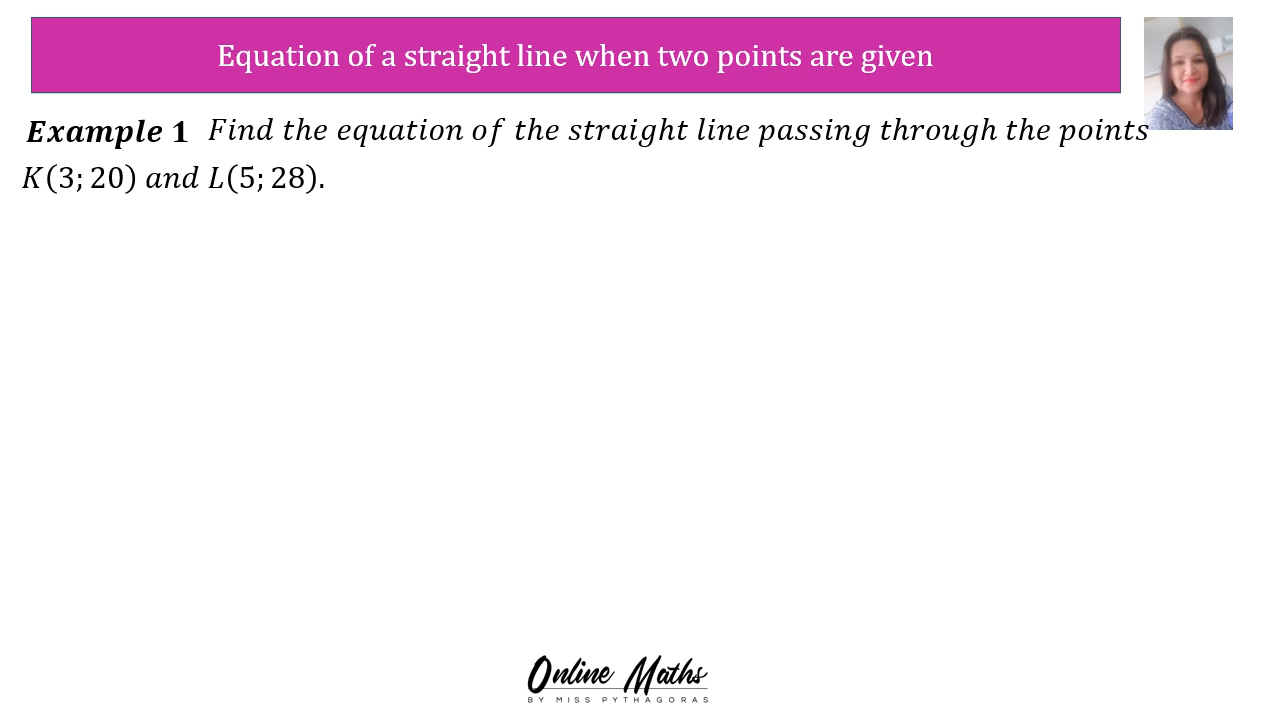 Equation of a straight line when two points are given
Example 1 Find the equation of the straight line passing through the points
K(3; 20) and L(5; 28).
Online Maths
BY MISS PYTHAGORAS